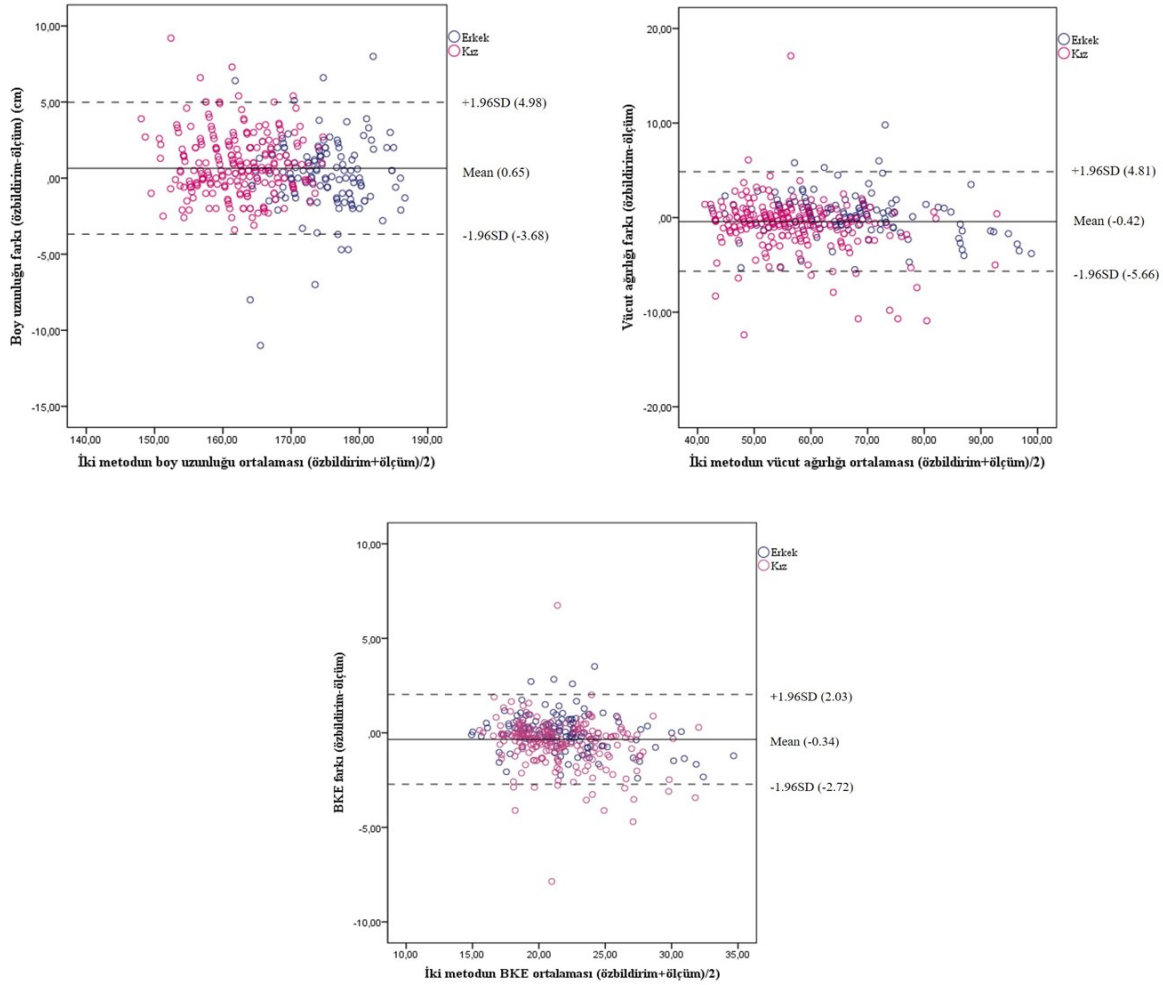 10,00
5,00
,00
-5,00
-10,00
-15,00
Boy uzunluğu farkı (özbildirim-ölçüm) (cm)
Erkek
Kız
+1.96SD (4.98)
Mean (0.65)
-1.96SD (-3.68)
140,00 150,00 160,00 170,00 180,00 190,00
İki metodun boy uzunluğu ortalaması (özbildirim+ölçüm)/2)
20,00
10,00
,00
-10,00
-20,00
Vücut ağırlığı farkı (özbildirim-ölçüm)
Erkek
Kız
+1.96SD (4.81)
Mean (-0.42)
-1.96SD (-5.66)
40,00 50,00 60,00 70,00 80,00 90,00 100,00
İki metodun vücut ağırlığı ortalaması (özbildirim+ölçüm)/2)
10,00
5,00
,00
-5,00
-10,00
BKE farkı (özbildirim-ölçüm)
Erkek
Kız
+1.96SD (2.03)
Mean (-0.34)
-1.96SD (-2.72)
10,00 15,00 20,00 25,00 30,00 35,00
İki metodun BKE ortalaması (özbildirim+ölçüm)/2)